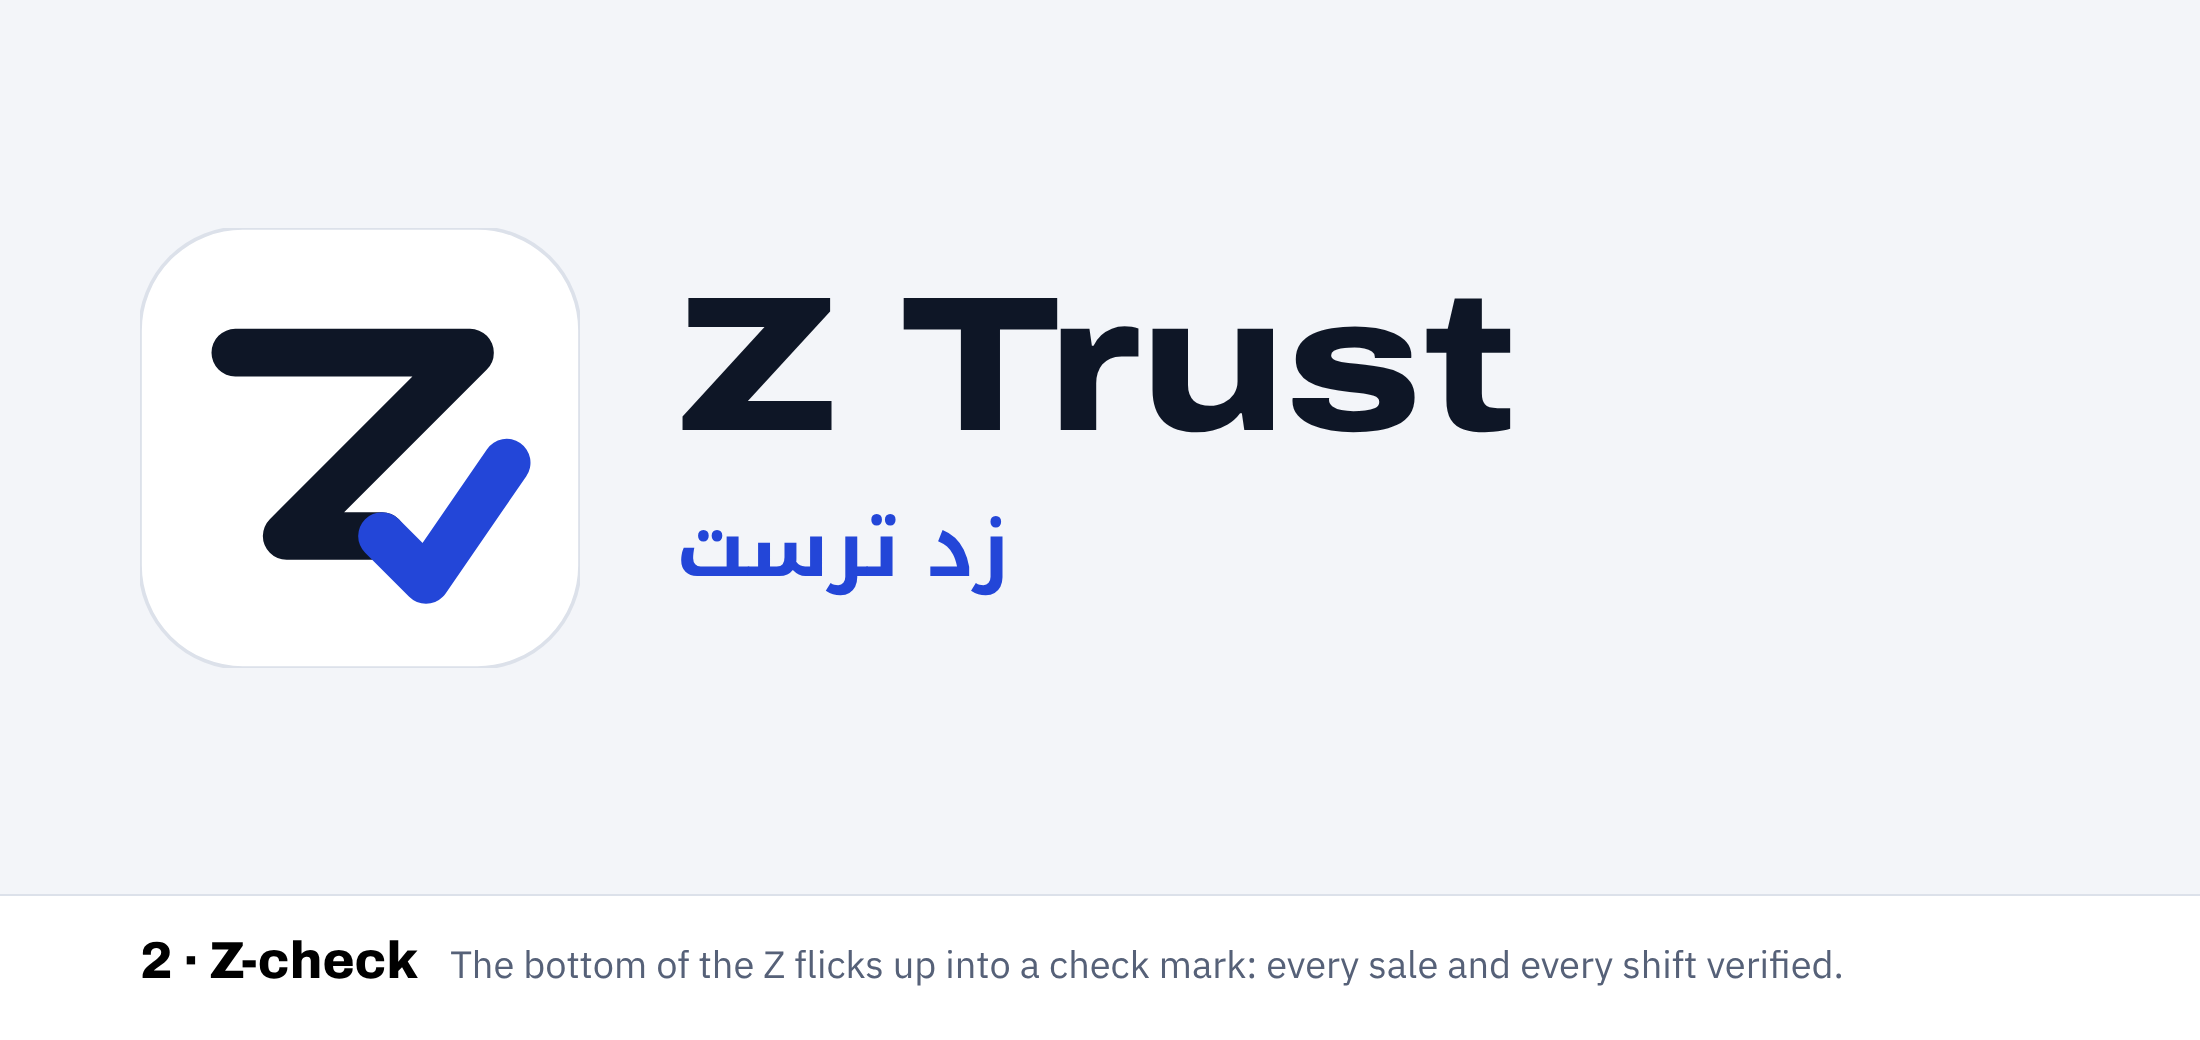 Z Trust
زد ترست
2 · Z-check The bottom of the Z flicks up into a check mark: every sale and every shift verified.